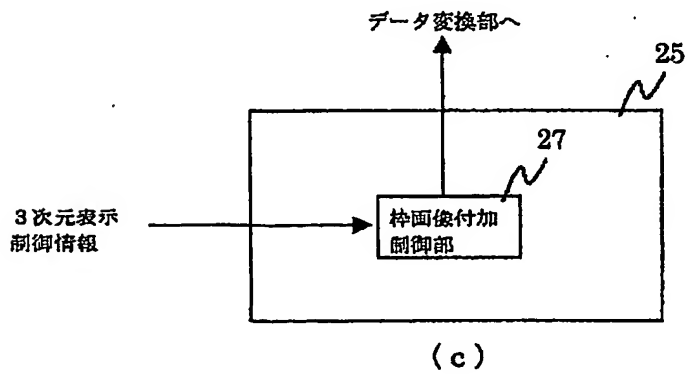 データ変換部へ
25
27
3次元表示
制御情報
枠画像付加
制御部
(c)